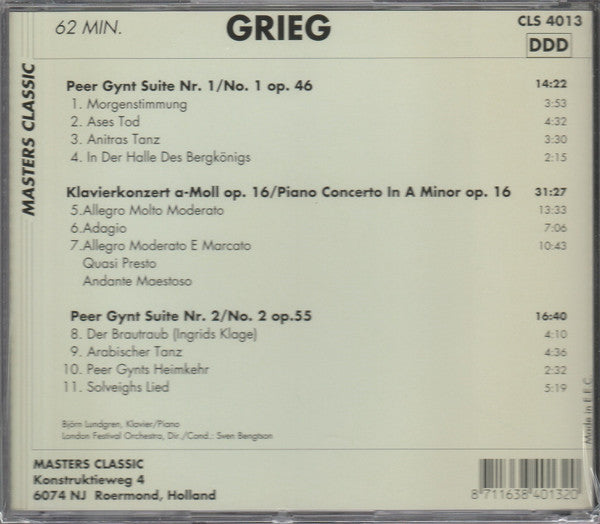 62 MIN.
GRIEG
CLS 4013
DDD
MASTERS CLASSIC
Peer Gynt Suite Nr. 1/No. 1 op. 46 14:22
1. Morgenstimmung 3:53
2. Ases Tod 4:32
3. Anitras Tanz 3:30
4. In Der Halle Des Bergkönigs 2:15
Klavierkonzert a-Moll op. 16/Piano Concerto In A Minor op. 16 31:27
5.Allegro Molto Moderato 13:33
6.Adagio 7:06
7.Allegro Moderato E Marcato 10:43
Quasi Presto
Andante Maestoso
Peer Gynt Suite Nr. 2/No. 2 op.55 16:40
8. Der Brautraub (Ingrids Klage) 4:10
9. Arabischer Tanz 4:36
10. Peer Gynts Heimkehr 2:32
11. Solveighs Lied 5:19
Björn Lundgren, Klavier/Piano
London Festival Orchestra, Dir./Cond.: Sven Bengtson
Made in E.E.C.
MASTERS CLASSIC
Konstruktieweg 4
6074 NJ Roermond, Holland
8 711638 401320